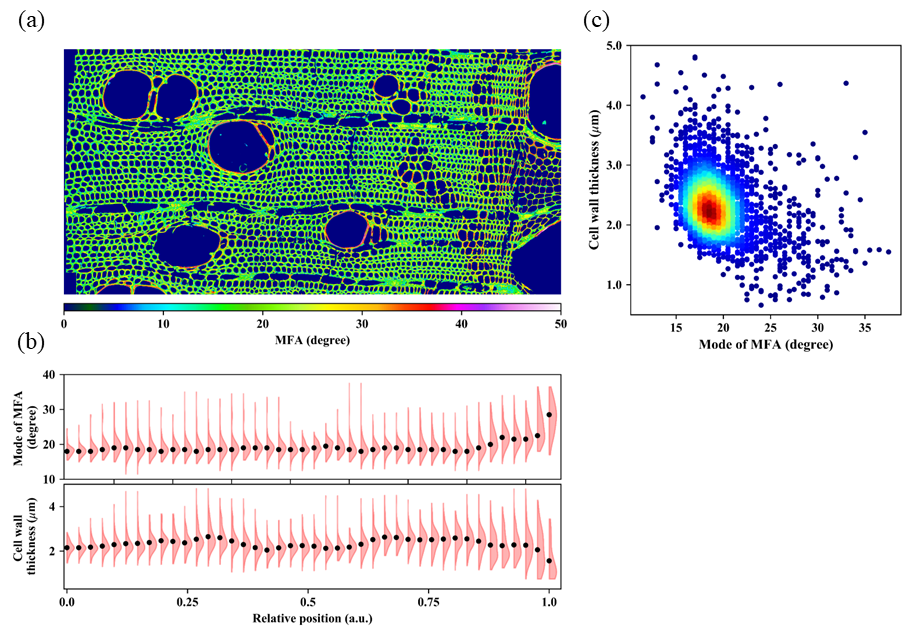 (a)
0 10 20 30 40 50
MFA (degree)
(b)
40
30
20
10
Mode of MFA
(degree)
4
2
Cell wall
thickness (μm)
0.0 0.25 0.5 0.75 1.0
Relative position (a.u.)
(c)
5.0
4.0
3.0
2.0
1.0
Cell wall thickness (μm)
15 20 25 30 35
Mode of MFA (degree)